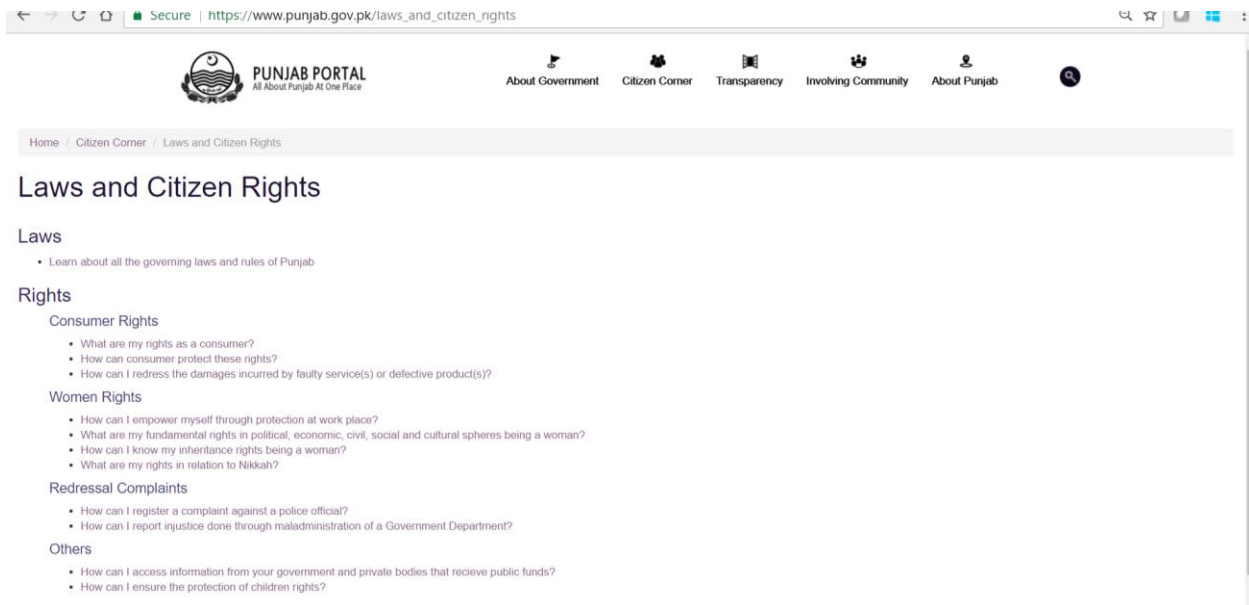 Secure | https://www.punjab.gov.pk/laws_and_citizen_rights
PUNJAB PORTAL
All About Punjab At One Place
About Government Citizen Corner Transparency Involving Community About Punjab
Home / Citizen Corner / Laws and Citizen Rights
Laws and Citizen Rights
Laws
• Learn about all the governing laws and rules of Punjab
Rights
Consumer Rights
• What are my rights as a consumer?
• How can consumer protect these rights?
• How can I redress the damages incurred by faulty service(s) or defective product(s)?
Women Rights
• How can I empower myself through protection at work place?
• What are my fundamental rights in political, economic, civil, social and cultural spheres being a woman?
• How can I know my inheritance rights being a woman?
• What are my rights in relation to Nikkah?
Redressal Complaints
• How can I register a complaint against a police official?
• How can I report injustice done through maladministration of a Government Department?
Others
• How can I access information from your government and private bodies that recieve public funds?
• How can I ensure the protection of children rights?